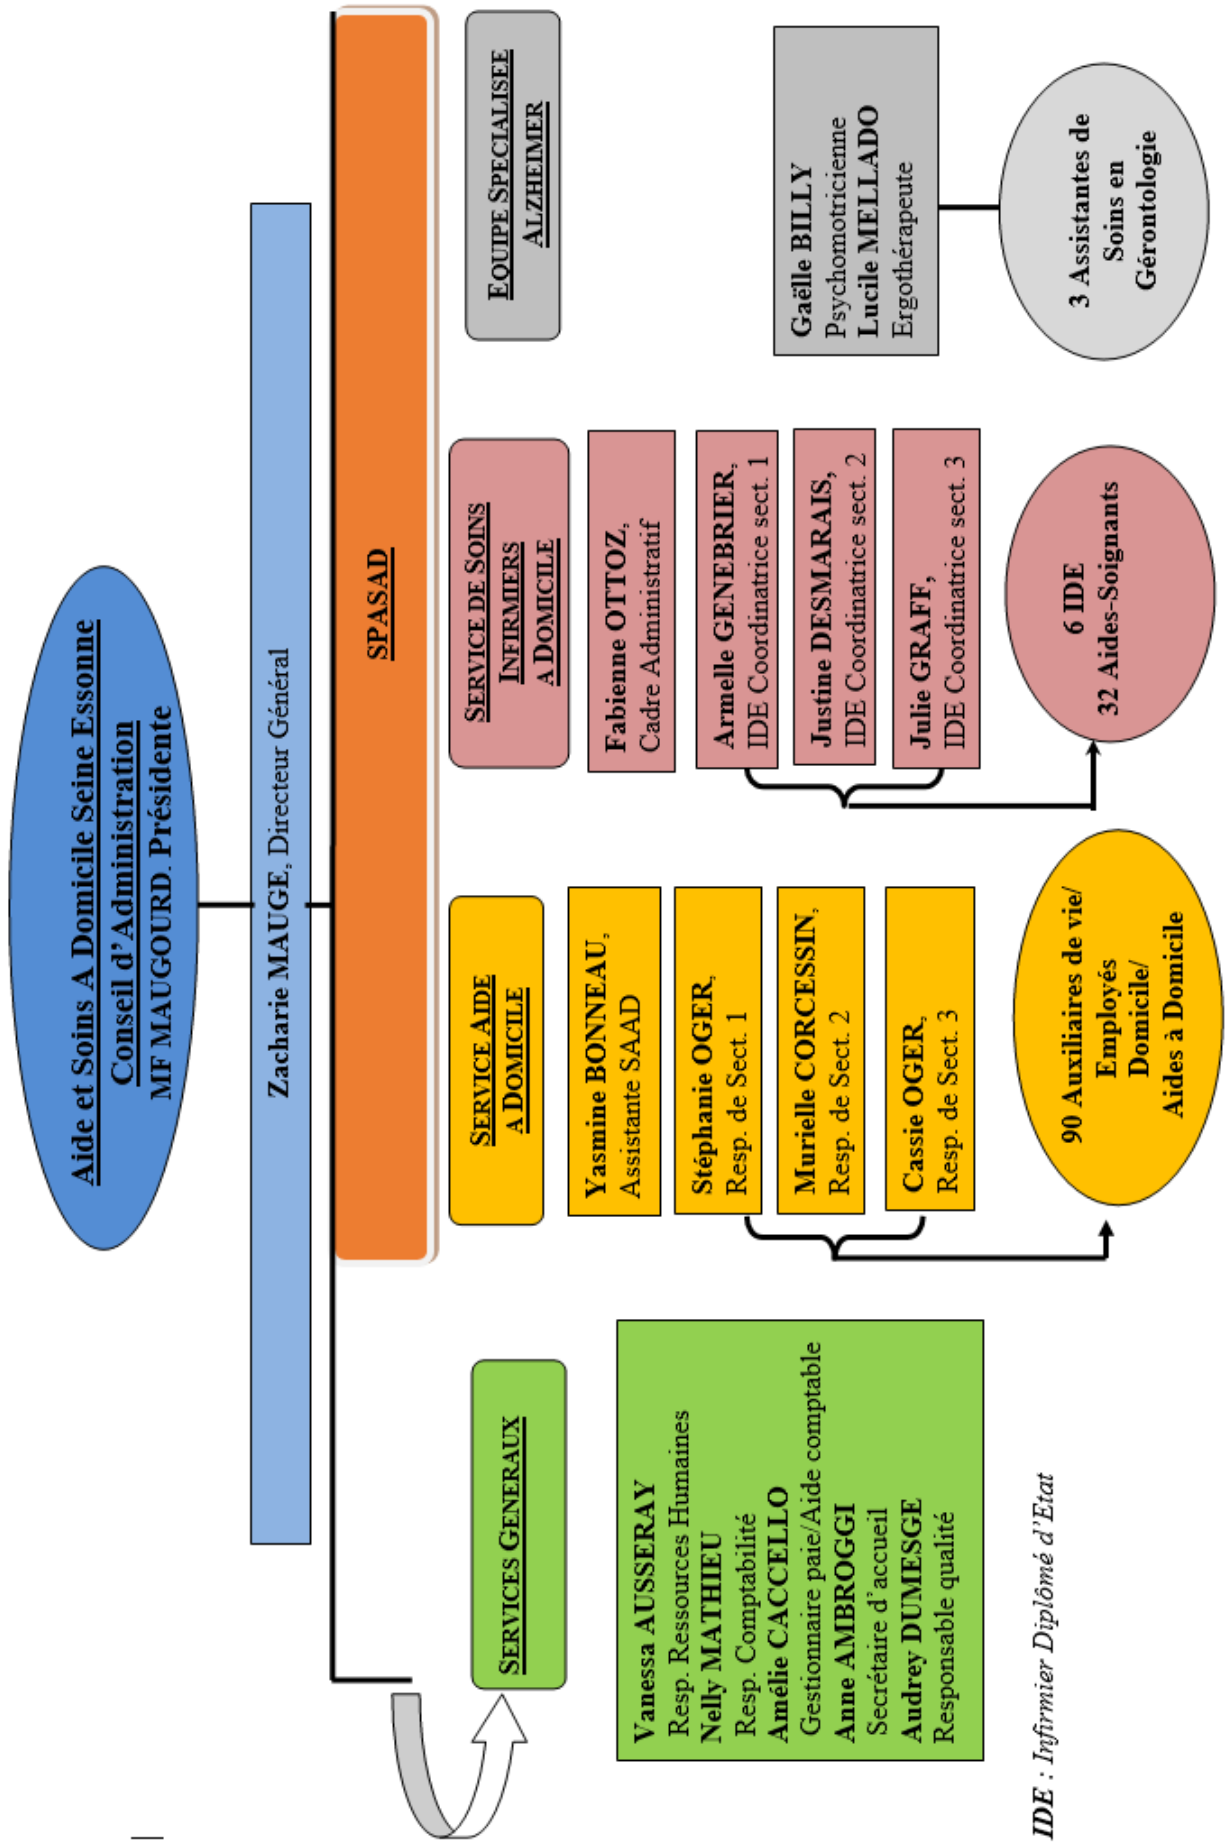 Aide et Soins A Domicile Seine Essonne
Conseil d'Administration
MF MAUGOURD. Présidente
Zacharie MAUGE, Directeur Général
SPASAD
SERVICES GENERAUX
Vanessa AUSSERAY
Resp. Ressources Humaines
Nelly MATHIEU
Resp. Comptabilité
Amélie CACCELLO
Gestionnaire paie/Aide comptable
Anne AMBROGGI
Secrétaire d'accueil
Audrey DUMESGE
Responsable qualité
SERVICE AIDE
A DOMICILE
Yasmine BONNEAU,
Assistante SAAD
Stéphanie OGER,
Resp. de Sect. 1
Murielle CORCESSIN,
Resp. de Sect. 2
Cassie OGER,
Resp. de Sect. 3
90 Auxiliaires de vie/
Employés
Domicile/
Aides à Domicile
SERVICE DE SOINS
INFIRMIERS
A DOMICILE
Fabienne OTTOZ,
Cadre Administratif
Armelle GENEBRIER,
IDE Coordinatrice sect. 1
Justine DESMARAIS,
IDE Coordinatrice sect. 2
Julie GRAFF,
IDE Coordinatrice sect. 3
6 IDE
32 Aides-Soignants
EQUIPE SPECIALISEE
ALZHEIMER
Gaëlle BILLY
Psychomotricienne
Lucile MELLADO
Ergothérapeute
3 Assistantes de
Soins en
Gérontologie
IDE : Infirmier Diplômé d'Etat